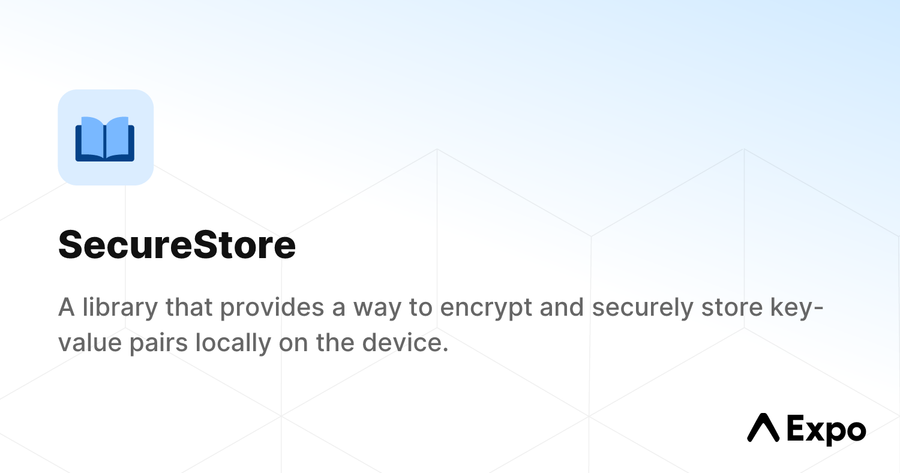 SecureStore
A library that provides a way to encrypt and securely store key-
value pairs locally on the device.
Expo